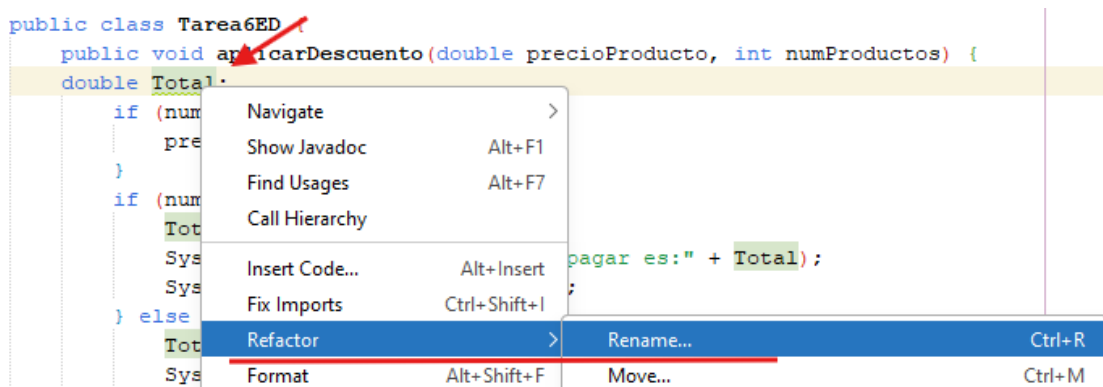 public class Tarea6ED {
public void aplicarDescuento(double precioProducto, int numProductos) {
double Total;
if (num
pre
}
if (num
Tot
Sys pagar es:" + Total);
Sys ;
} else
Tot
Sys
Navigate >
Show Javadoc Alt+F1
Find Usages Alt+F7
Call Hierarchy
Insert Code... Alt+Insert
Fix Imports Ctrl+Shift+I
Refactor >
Format Alt+Shift+F
Rename... Ctrl+R
Move... Ctrl+M